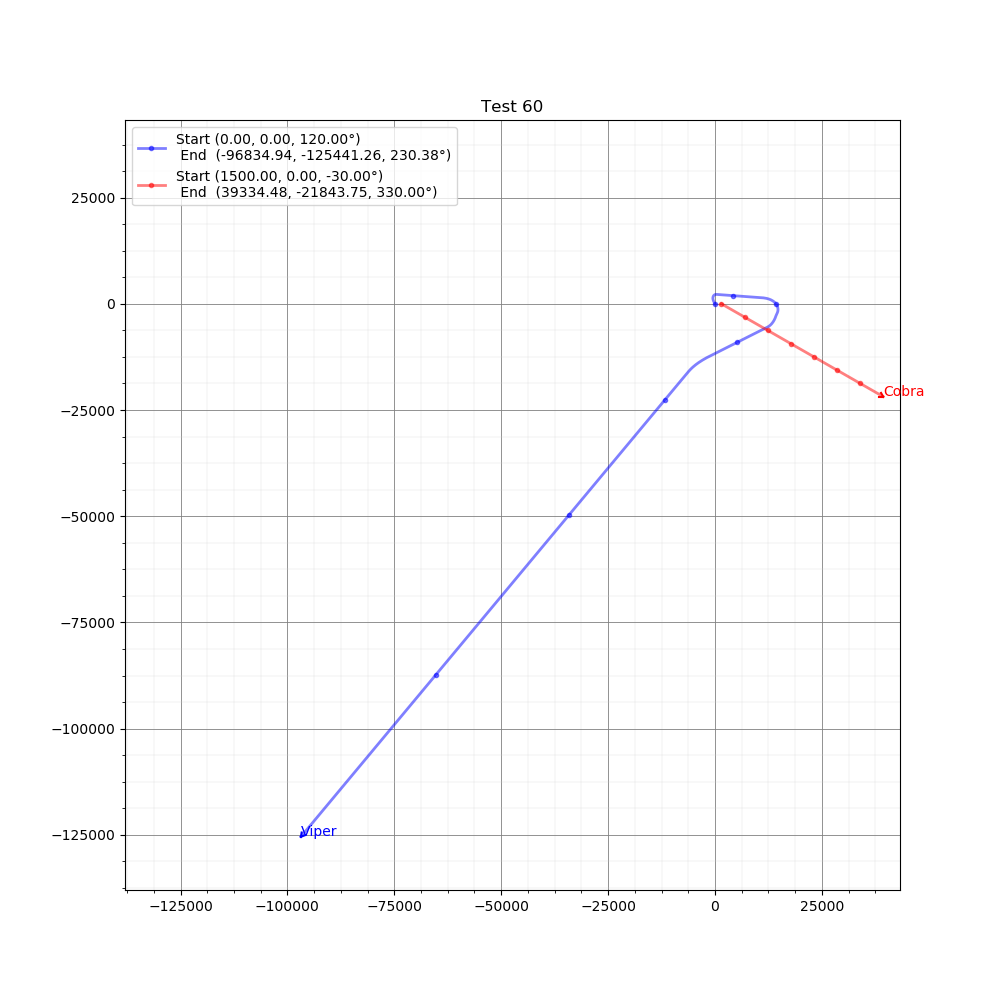 Test 60
Start (0.00, 0.00, 120.00°)
End  (-96834.94, -125441.26, 230.38°)
Start (1500.00, 0.00, -30.00°)
End  (39334.48, -21843.75, 330.00°)
25000
0
−25000
−50000
−75000
−100000
−125000
Cobra
Viper
−125000
−100000
−75000
−50000
−25000
0
25000